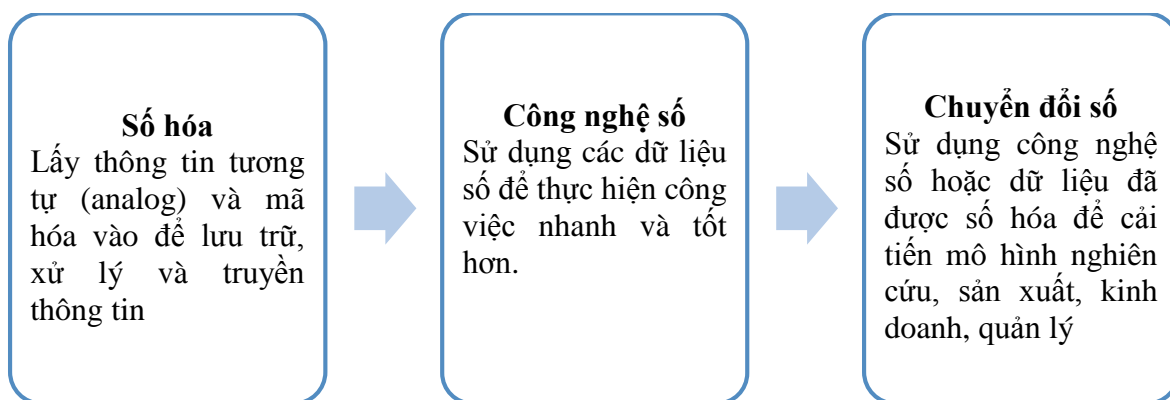 Số hóa
Lấy thông tin tương
tự (analog) và mã
hóa vào để lưu trữ,
xử lý và truyền
thông tin
Công nghệ số
Sử dụng các dữ liệu
số để thực hiện công
việc nhanh và tốt
hơn.
Chuyển đổi số
Sử dụng công nghệ
số hoặc dữ liệu đã
được số hóa để cải
tiến mô hình nghiên
cứu, sản xuất, kinh
doanh, quản lý